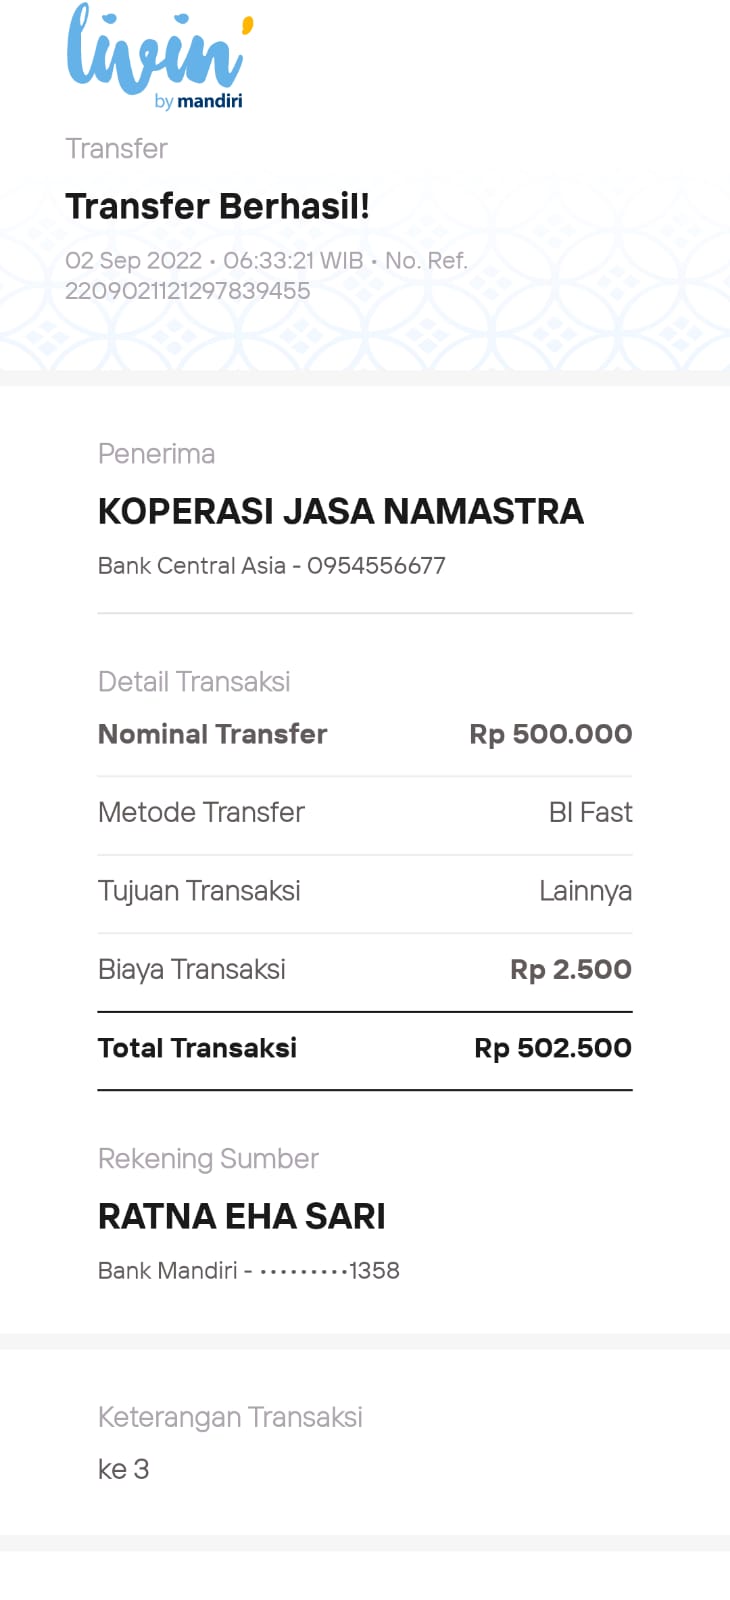 livin'
by mandiri
Transfer
Transfer Berhasil!
02 Sep 2022 • 06:33:21 WIB • No. Ref.
2209021121297839455
Penerima
KOPERASI JASA NAMASTRA
Bank Central Asia - 0954556677
Detail Transaksi
Nominal Transfer Rp 500.000
Metode Transfer BI Fast
Tujuan Transaksi Lainnya
Biaya Transaksi Rp 2.500
Total Transaksi Rp 502.500
Rekening Sumber
RATNA EHA SARI
Bank Mandiri - •••••••••1358
Keterangan Transaksi
ke 3